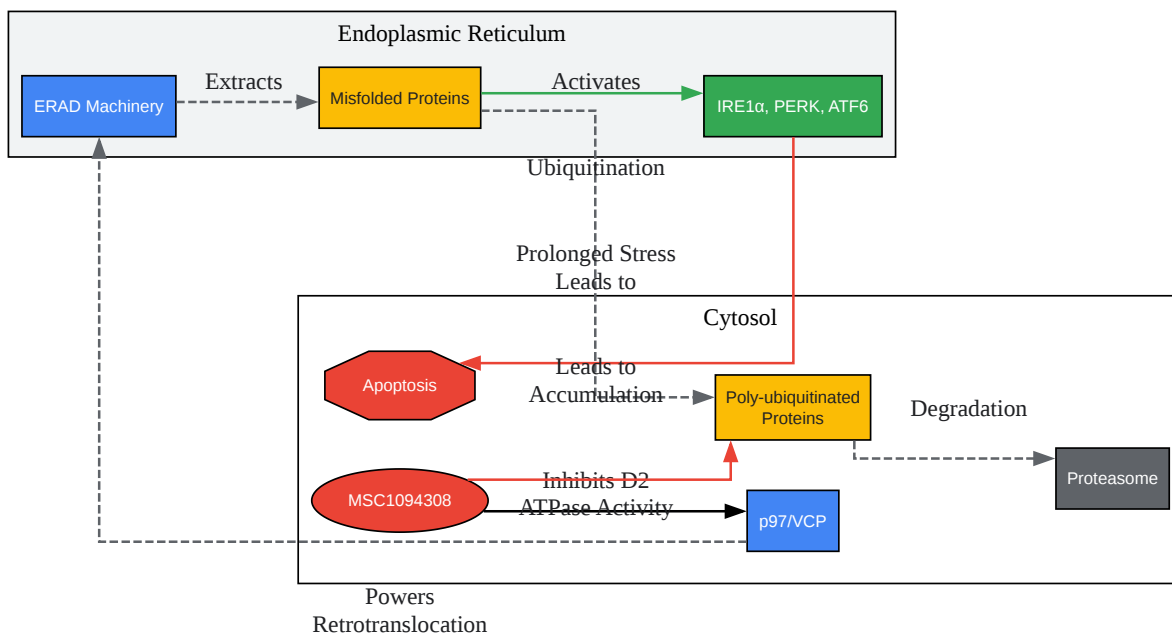 Endoplasmic Reticulum
Extracts
Activates
ERAD Machinery
Misfolded Proteins
IRE1α, PERK, ATF6
Ubiquitination
Prolonged Stress
Leads to
Cytosol
Leads to
Accumulation
Apoptosis
Poly-ubiquitinated
Proteins
Degradation
Proteasome
Inhibits D2
ATPase Activity
MSC1094308
p97/VCP
Powers
Retrotranslocation